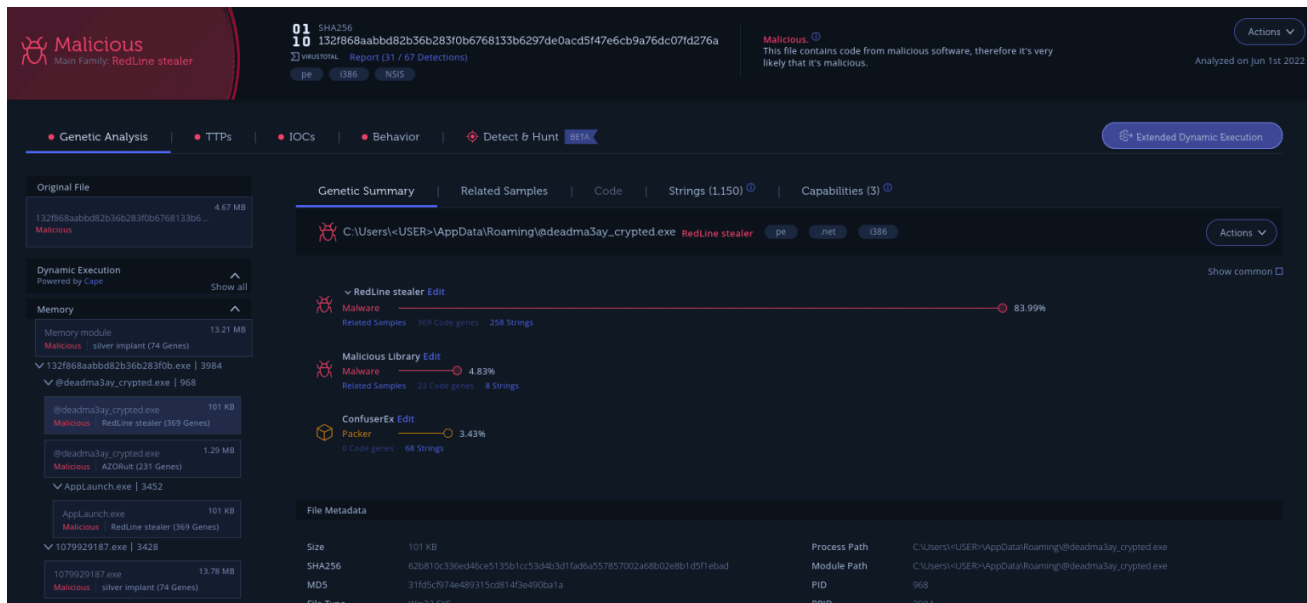 Malicious
Main Family: RedLine stealer
01 10
SHA256
132f868aabbd82b36b283f0b6768133b6297de0acd5f47e6cb9a76dc07fd276a
VIRUSTOTAL Report (31 / 67 Detections)
pe i386 NSIS
Malicious.
This file contains code from malicious software, therefore it's very
likely that it's malicious.
Actions
Analyzed on Jun 1st 2022
Genetic Analysis | TTPs | IOCs | Behavior | Detect & Hunt BETA
Extended Dynamic Execution
Original File
4.67 MB
132f868aabbd82b36b283f0b6768133b6...
Malicious
Dynamic Execution
Powered by Cape
Show all
Memory
Memory module 13.21 MB
Malicious | silver implant (74 Genes)
132f868aabbd82b36b283f0b.exe | 3984
@deadma3ay_crypted.exe | 968
@deadma3ay_crypted.exe 101 KB
Malicious | RedLine stealer (369 Genes)
@deadma3ay_crypted.exe 1.29 MB
Malicious | AZORult (231 Genes)
AppLaunch.exe | 3452
AppLaunch.exe 101 KB
Malicious | RedLine stealer (369 Genes)
1079929187.exe | 3428
1079929187.exe 13.78 MB
Malicious | silver implant (74 Genes)
Genetic Summary | Related Samples | Code | Strings (1,150) | Capabilities (3)
C:\Users\<USER>\AppData\Roaming\@deadma3ay_crypted.exe RedLine stealer pe .net i386
Actions
Show common
RedLine stealer Edit
Malware 83.99%
Related Samples 369 Code genes 258 Strings
Malicious Library Edit
Malware 4.83%
Related Samples 23 Code genes 8 Strings
ConfuserEx Edit
Packer 3.43%
0 Code genes 68 Strings
File Metadata
Size 101 KB
SHA256 62b810c336ed46ce5135b1cc53d4b3d1fad6a557857002a68b02e8b1d5f1ebad
MD5 31fd5cf974e489315cd814f3e490ba1a
File Type Win32 EXE
Process Path C:\Users\<USER>\AppData\Roaming\@deadma3ay_crypted.exe
Module Path C:\Users\<USER>\AppData\Roaming\@deadma3ay_crypted.exe
PID 968
PPID 3984